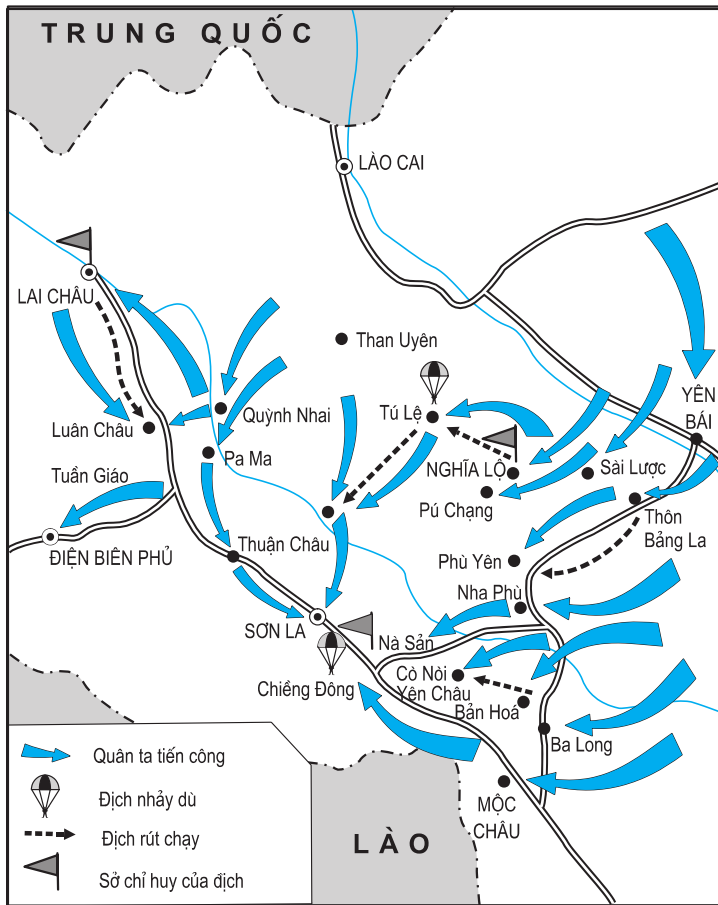 TRUNG QUỐC
LÀO CAI
LAI CHÂU
Than Uyên
Quỳnh Nhai
Tú Lệ
YÊN
BÁI
Luân Châu
Pa Ma
NGHĨA LỘ
Sài Lược
Tuần Giáo
Pú Chạng
Thôn
Bảng La
ĐIỆN BIÊN PHỦ
Thuận Châu
Phù Yên
Nha Phù
SƠN LA
Nà Sản
Chiềng Đông
Cò Nòi
Yên Châu
Bản Hoá
Ba Long
MỘC
CHÂU
LÀO
Quân ta tiến công
Địch nhảy dù
Địch rút chạy
Sở chỉ huy của địch